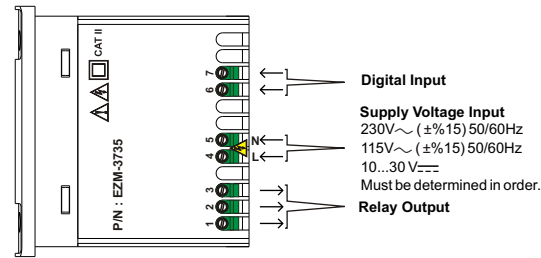 CAT II
P/N : EZM-3735
7
6
5
4
3
2
1
N
L
Digital Input
Supply Voltage Input
230V～ ( ±%15) 50/60Hz
115V～ ( ±%15) 50/60Hz
10...30 V⎓
Must be determined in order.
Relay Output